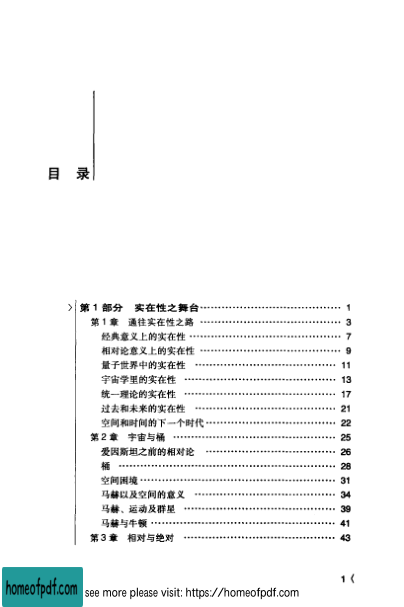 目 录
第1部分 实在性之舞台 1
第1章 通往实在性之路 3
经典意义上的实在性 7
相对论意义上的实在性 9
量子世界中的实在性 11
宇宙学里的实在性 13
统一理论的实在性 17
过去和未来的实在性 21
空间和时间的下一个时代 22
第2章 宇宙与桶 25
爱因斯坦之前的相对论 26
桶 28
空间困境 31
马赫以及空间的意义 34
马赫、运动及群星 39
马赫与牛顿 41
第3章 相对与绝对 43
1
homeofpdf.com
see more please visit: https://homeofpdf.com